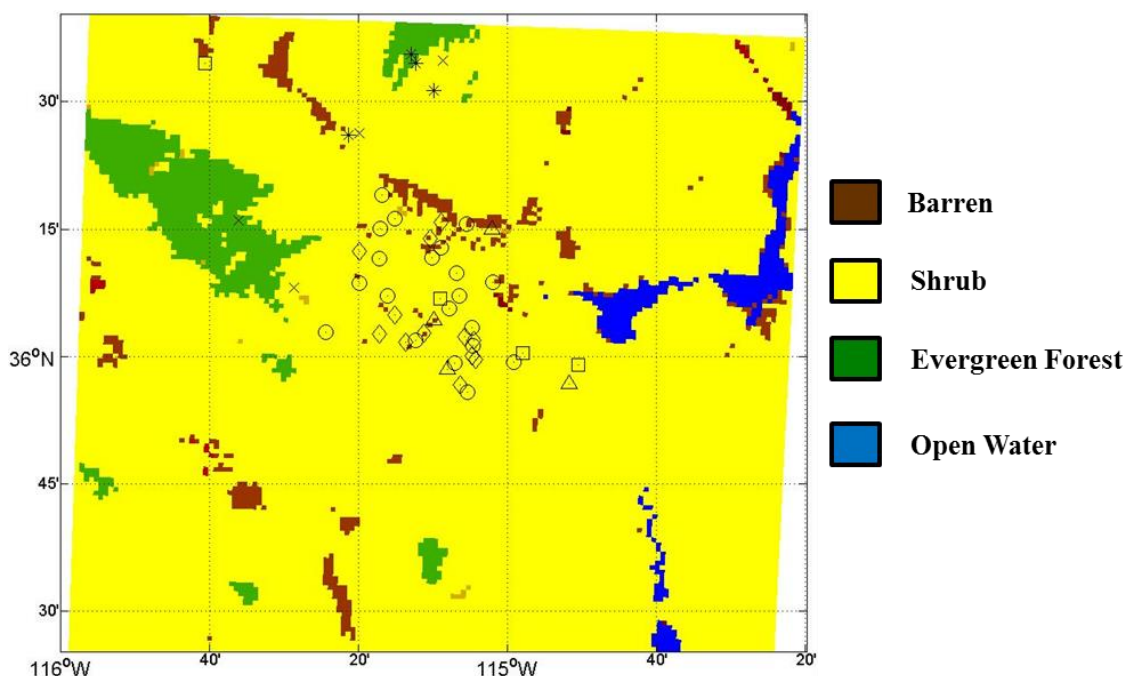 30'
15'
36°N
45'
30'
116°W
40'
20'
115°W
40'
20'
Barren
Shrub
Evergreen Forest
Open Water